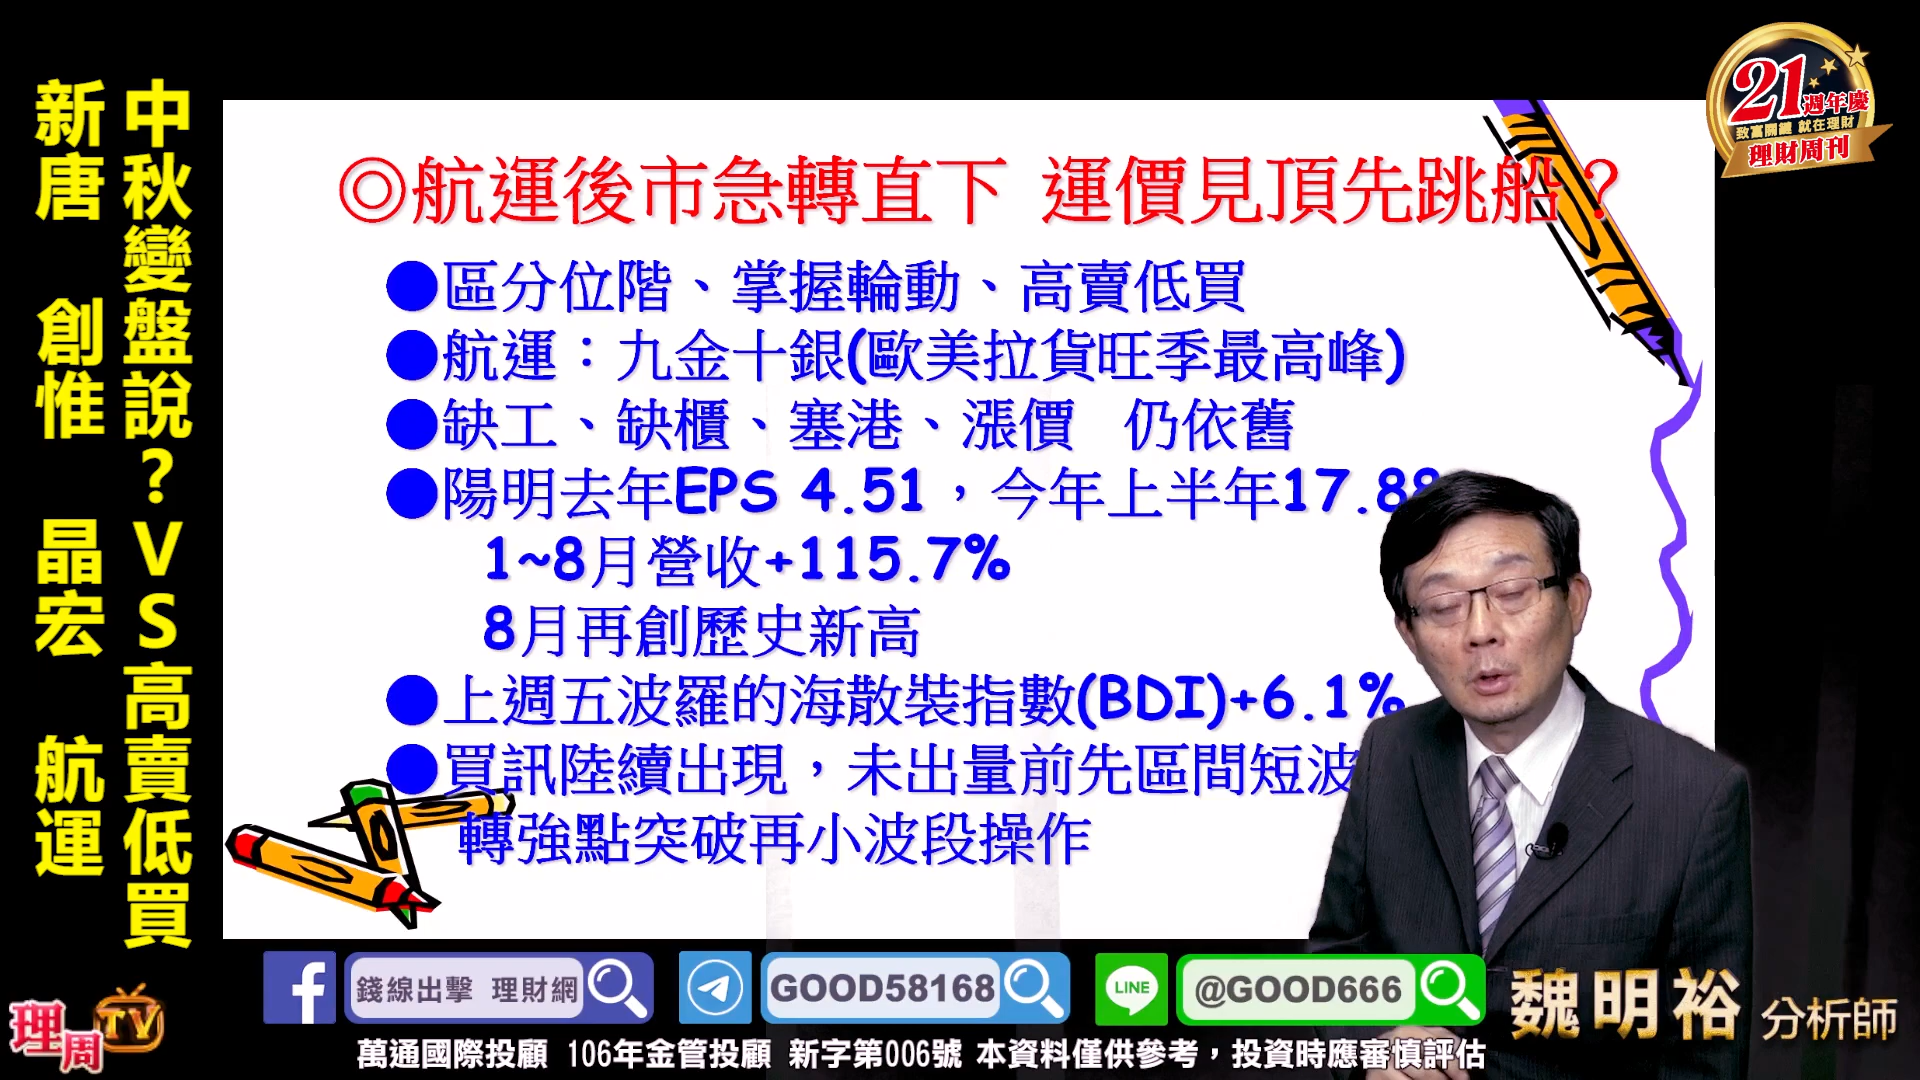 中秋變盤說？VS高賣低買
新唐 創惟 晶宏 航運
21週年慶
致富關鍵 就在理財
理財周刊
◎航運後市急轉直下 運價見頂先跳船？
●區分位階、掌握輪動、高賣低買
●航運：九金十銀(歐美拉貨旺季最高峰)
●缺工、缺櫃、塞港、漲價 仍依舊
●陽明去年EPS 4.51，今年上半年17.88
1~8月營收+115.7%
8月再創歷史新高
●上週五波羅的海散裝指數(BDI)+6.1%
●買訊陸續出現，未出量前先區間短波
轉強點突破再小波段操作
錢線出擊 理財網
GOOD58168
LINE
@GOOD666
魏明裕 分析師
理周TV
萬通國際投顧 106年金管投顧 新字第006號 本資料僅供參考，投資時應審慎評估